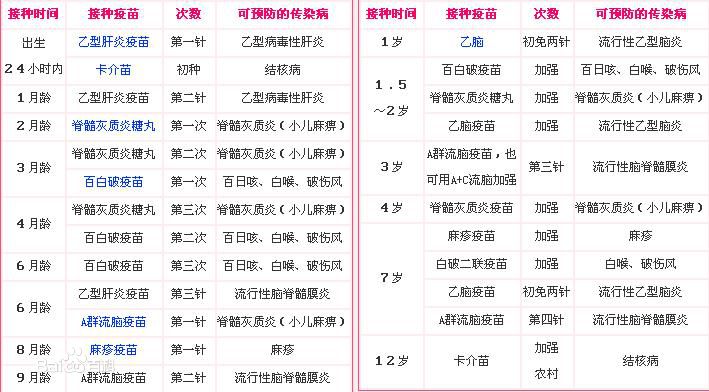 接种时间 接种疫苗 次数 可预防的传染病
出生 乙型肝炎疫苗 第一针 乙型病毒性肝炎
24小时内 卡介苗 初种 结核病
1月龄 乙型肝炎疫苗 第二针 乙型病毒性肝炎
2月龄 脊髓灰质炎糖丸 第一次 脊髓灰质炎(小儿麻痹)
3月龄 脊髓灰质炎糖丸 第二次 脊髓灰质炎(小儿麻痹)
百白破疫苗 第一次 百日咳、白喉、破伤风
4月龄 脊髓灰质炎糖丸 第三次 脊髓灰质炎(小儿麻痹)
百白破疫苗 第二次 百日咳、白喉、破伤风
6月龄 百白破疫苗 第三次 百日咳、白喉、破伤风
6月龄 乙型肝炎疫苗 第三针 流行性脑脊髓膜炎
A群流脑疫苗 第一针 脊髓灰质炎(小儿麻痹)
8月龄 麻疹疫苗 第一针 麻疹
9月龄 A群流脑疫苗 第二针 流行性脑脊髓膜炎
Bai百科
接种时间 接种疫苗 次数 可预防的传染病
1岁 乙脑 初免两针 流行性乙型脑炎
1.5
～2岁
百白破疫苗 加强 百日咳、白喉、破伤风
脊髓灰质炎糖丸 加强 脊髓灰质炎(小儿麻痹)
乙脑疫苗 加强 流行性乙型脑炎
3岁 A群流脑疫苗，也
可用A+C流脑加强 第三针 流行性脑脊髓膜炎
4岁 脊髓灰质炎疫苗 加强 脊髓灰质炎(小儿麻痹)
7岁 麻疹疫苗 加强 麻疹
白破二联疫苗 加强 白喉、破伤风
乙脑疫苗 初免两针 流行性乙型脑炎
A群流脑疫苗 第四针 流行性脑脊髓膜炎
12岁 卡介苗 加强
农村 结核病